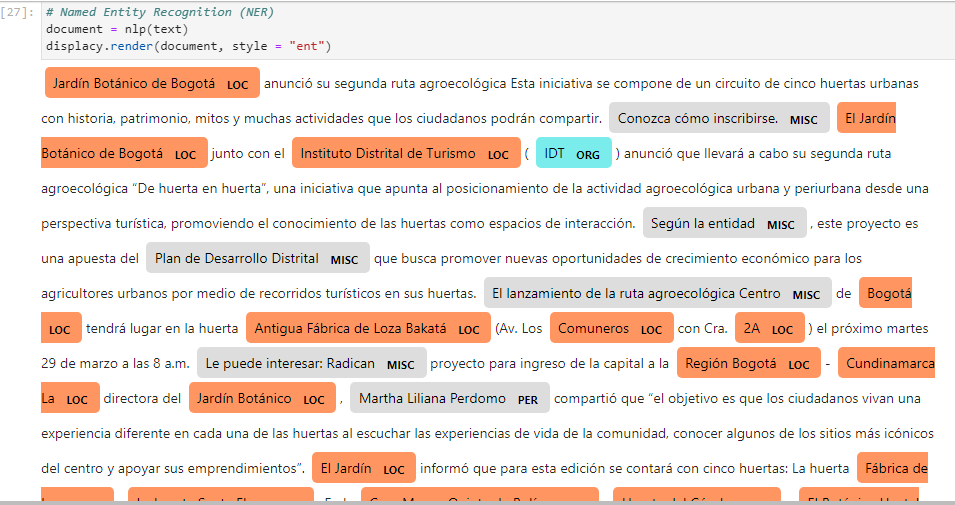 [27]: # Named Entity Recognition (NER)
document = nlp(text)
displacy.render(document, style = "ent")
Jardín Botánico de Bogotá LOC anunció su segunda ruta agroecológica Esta iniciativa se compone de un circuito de cinco huertas urbanas
con historia, patrimonio, mitos y muchas actividades que los ciudadanos podrán compartir. Conozca cómo inscribirse. MISC El Jardín
Botánico de Bogotá LOC junto con el Instituto Distrital de Turismo LOC ( IDT ORG ) anunció que llevará a cabo su segunda ruta
agroecológica “De huerta en huerta”, una iniciativa que apunta al posicionamiento de la actividad agroecológica urbana y periurbana desde una
perspectiva turística, promoviendo el conocimiento de las huertas como espacios de interacción. Según la entidad MISC , este proyecto es
una apuesta del Plan de Desarrollo Distrital MISC que busca promover nuevas oportunidades de crecimiento económico para los
agricultores urbanos por medio de recorridos turísticos en sus huertas. El lanzamiento de la ruta agroecológica Centro MISC de Bogotá
LOC tendrá lugar en la huerta Antigua Fábrica de Loza Bakatá LOC (Av. Los Comuneros LOC con Cra. 2A LOC ) el próximo martes
29 de marzo a las 8 a.m. Le puede interesar: Radican MISC proyecto para ingreso de la capital a la Región Bogotá LOC - Cundinamarca
La LOC directora del Jardín Botánico LOC , Martha Liliana Perdomo PER compartió que “el objetivo es que los ciudadanos vivan una
experiencia diferente en cada una de las huertas al escuchar las experiencias de vida de la comunidad, conocer algunos de los sitios más icónicos
del centro y apoyar sus emprendimientos”. El Jardín LOC informó que para esta edición se contará con cinco huertas: La huerta Fábrica de